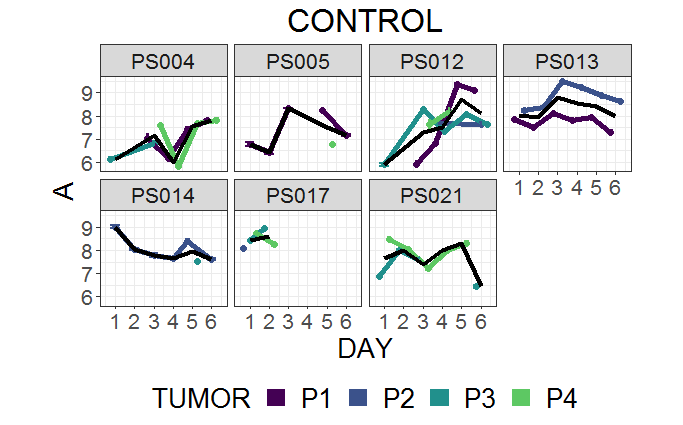 CONTROL
PS004 PS005 PS012 PS013
9
8
7
6
1 2 3 4 5 6
A
PS014 PS017 PS021
9
8
7
6
1 2 3 4 5 6 1 2 3 4 5 6 1 2 3 4 5 6
DAY
TUMOR P1 P2 P3 P4